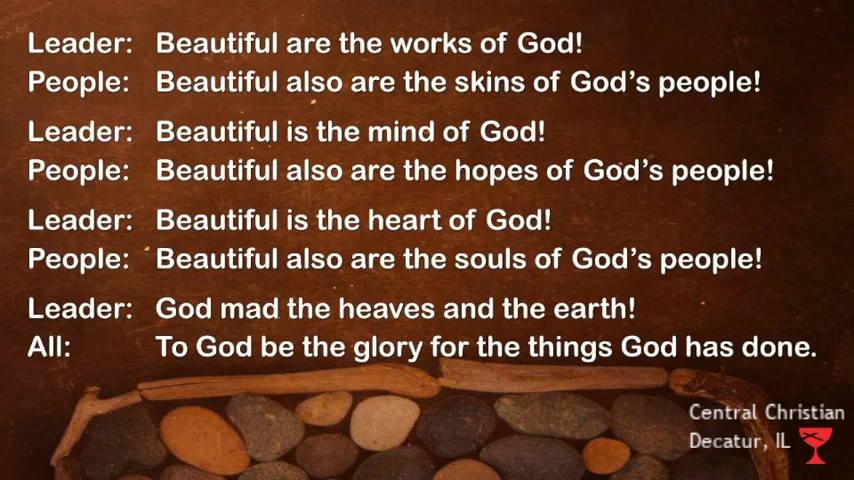 Leader: Beautiful are the works of God!
People: Beautiful also are the skins of God's people!
Leader: Beautiful is the mind of God!
People: Beautiful also are the hopes of God's people!
Leader: Beautiful is the heart of God!
People: Beautiful also are the souls of God's people!
Leader: God mad the heaves and the earth!
All: To God be the glory for the things God has done.
Central Christian
Decatur, IL